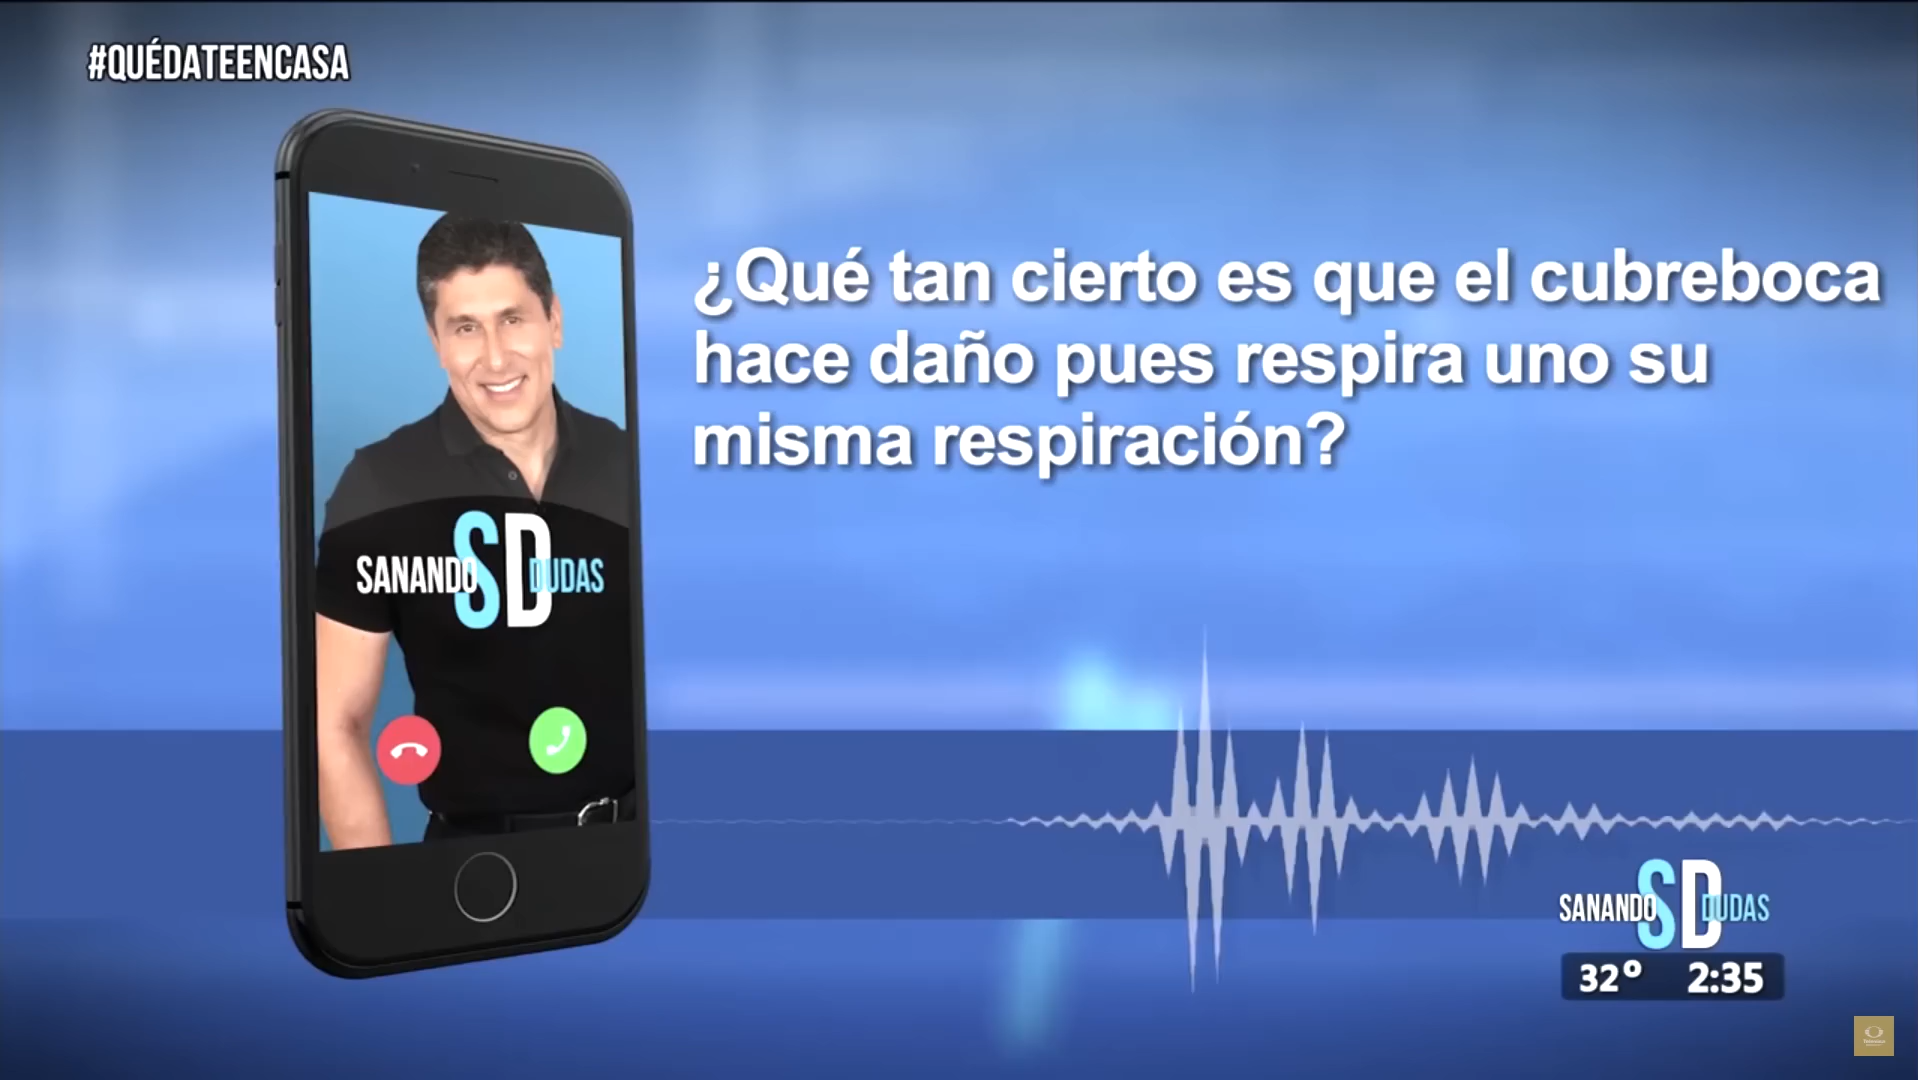 #QUÉDATEENCASA
¿Qué tan cierto es que el cubreboca
hace daño pues respira uno su
misma respiración?
SANANDO SD DUDAS
SANANDO SD DUDAS
32° 2:35